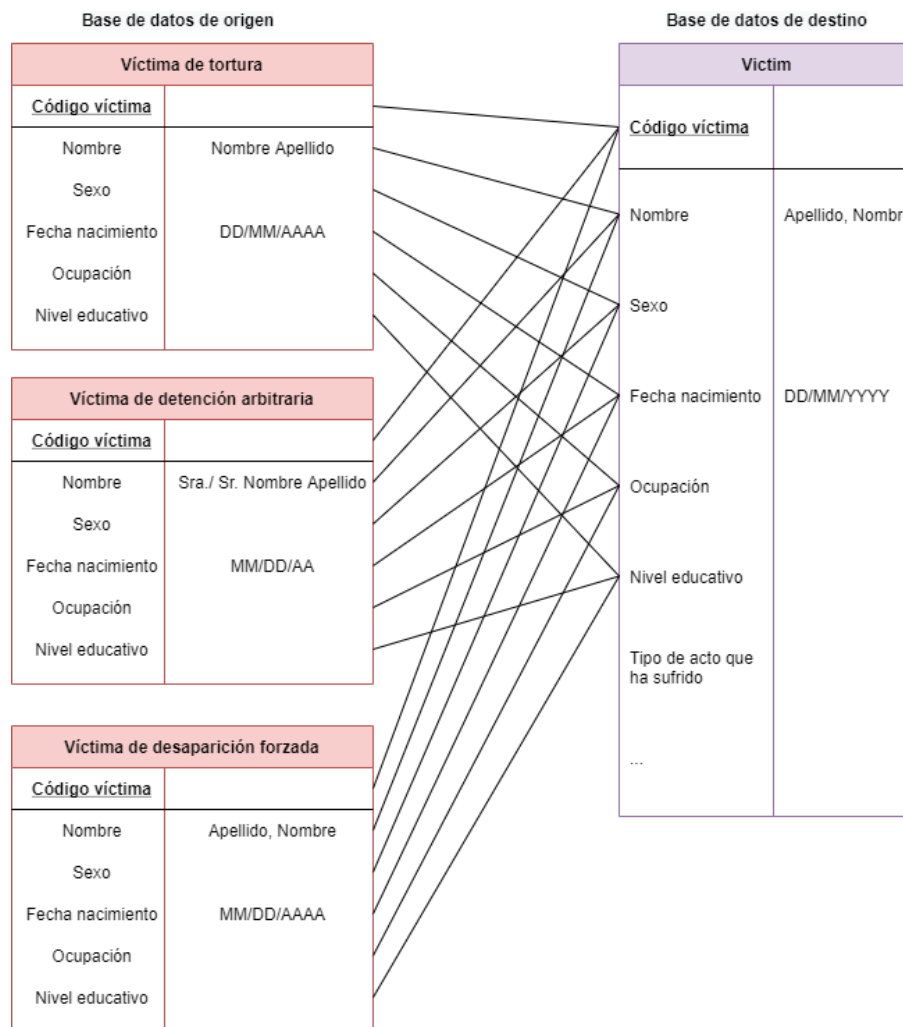 Base de datos de origen
Víctima de tortura
Código víctima
Nombre Nombre Apellido
Sexo
Fecha nacimiento DD/MM/AAAA
Ocupación
Nivel educativo
Víctima de detención arbitraria
Código víctima
Nombre Sra./ Sr. Nombre Apellido
Sexo
Fecha nacimiento MM/DD/AA
Ocupación
Nivel educativo
Víctima de desaparición forzada
Código víctima
Nombre Apellido, Nombre
Sexo
Fecha nacimiento MM/DD/AAAA
Ocupación
Nivel educativo
Base de datos de destino
Victim
Código víctima
Nombre Apellido, Nombr
Sexo
Fecha nacimiento DD/MM/YYYY
Ocupación
Nivel educativo
Tipo de acto que
ha sufrido
...